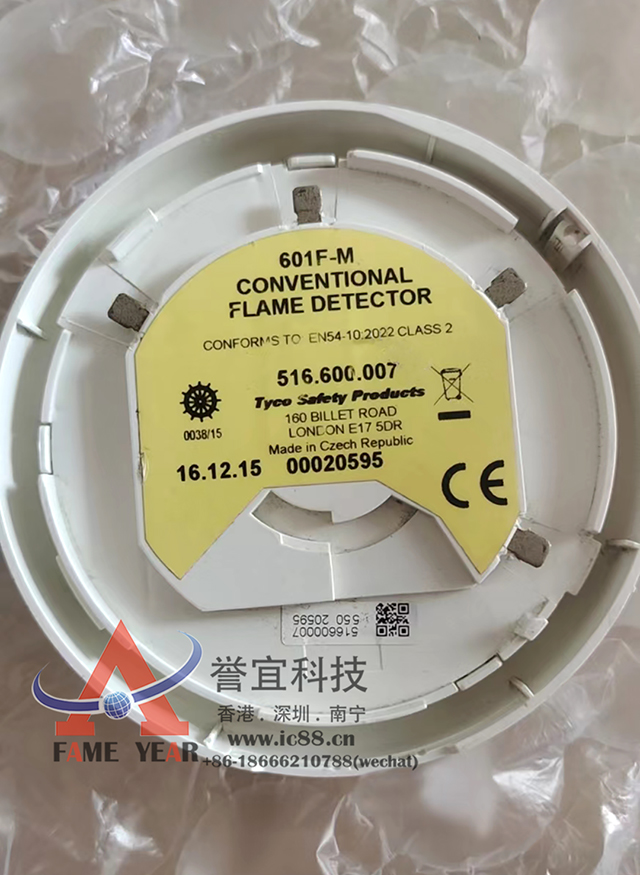 601F-M
CONVENTIONAL
FLAME DETECTOR
CONFORMS TO EN54-10:2022 CLASS 2
516.600.007
Tyco Safety Products
160 BILLET ROAD
LONDON E17 5DR
Made in Czech Republic
0038/15
16.12.15 00020595
CE
516600007
550 20595
誉宜科技
香港.深圳.南宁
FAME YEAR
www.ic88.cn
+86-18666210788(wechat)